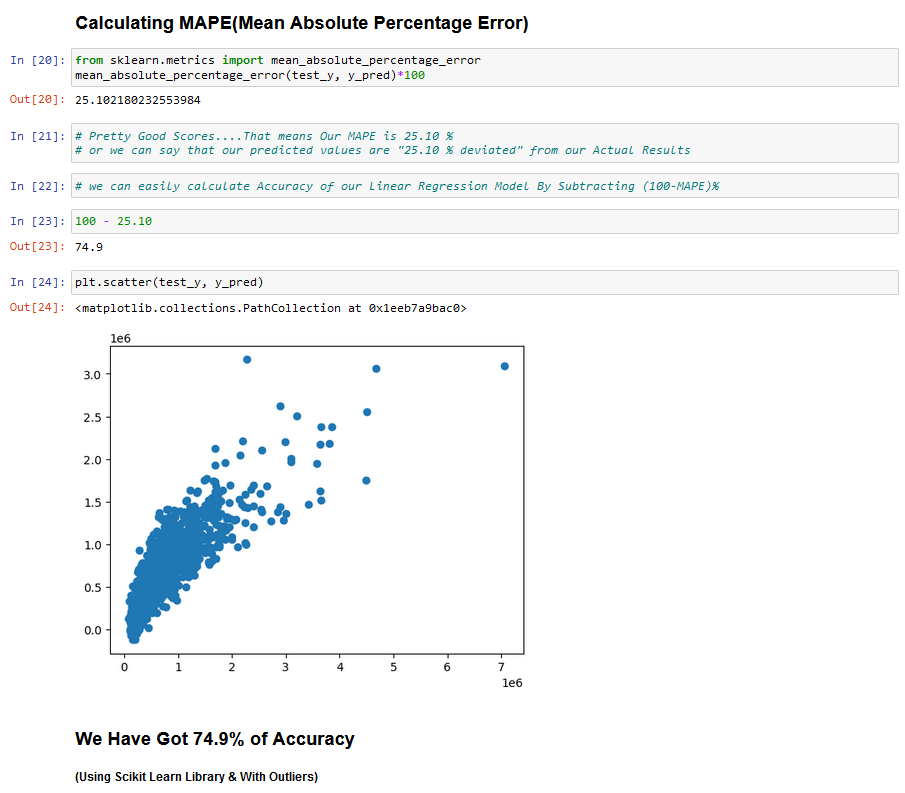 Calculating MAPE(Mean Absolute Percentage Error)
In [20]: from sklearn.metrics import mean_absolute_percentage_error
mean_absolute_percentage_error(test_y, y_pred)*100
Out[20]: 25.102180232553984
In [21]: # Pretty Good Scores....That means Our MAPE is 25.10 %
# or we can say that our predicted values are "25.10 % deviated" from our Actual Results
In [22]: # we can easily calculate Accuracy of our Linear Regression Model By Subtracting (100-MAPE)%
In [23]: 100 - 25.10
Out[23]: 74.9
In [24]: plt.scatter(test_y, y_pred)
Out[24]: <matplotlib.collections.PathCollection at 0x1eeb7a9bac0>
1e6
3.0
2.5
2.0
1.5
1.0
0.5
0.0
0 1 2 3 4 5 6 7
1e6
We Have Got 74.9% of Accuracy
(Using Scikit Learn Library & With Outliers)